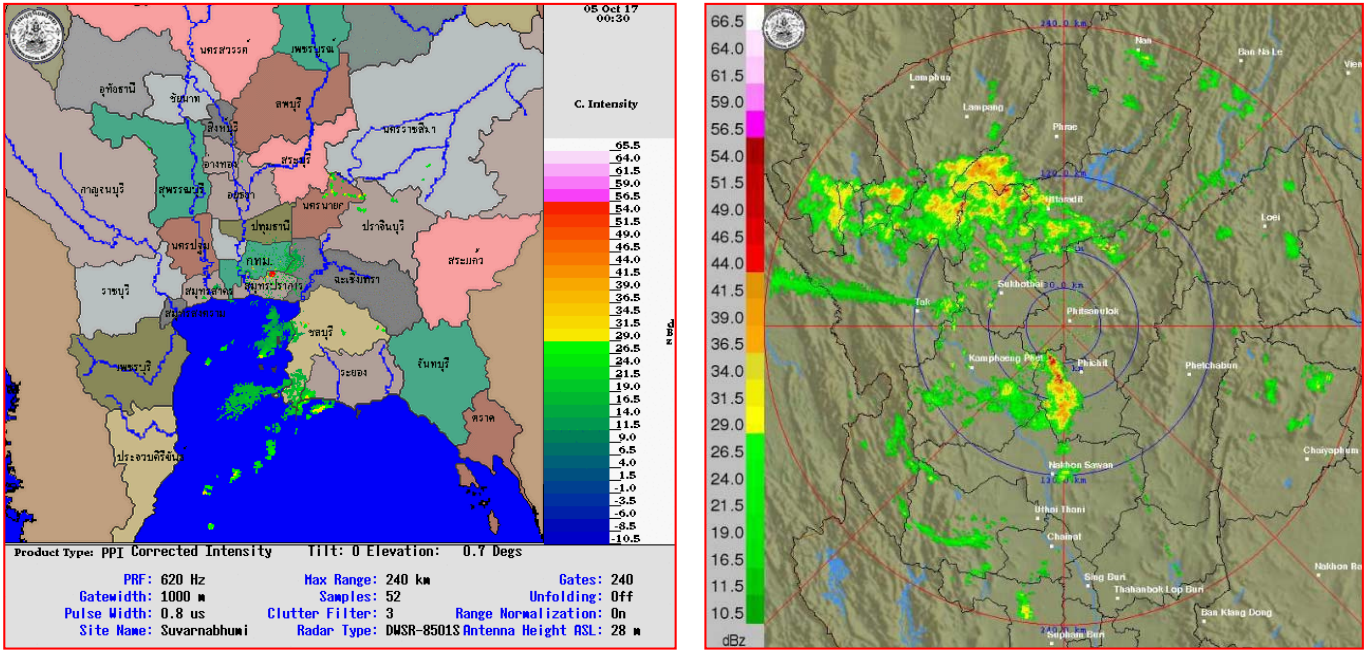 05 Oct 17
00:30
C. Intensity
65.5
64.0
61.5
59.0
56.5
54.0
51.5
49.0
46.5
44.0
41.5
39.0
36.5
34.5
31.5
29.0
26.5
24.0
21.5
19.0
16.5
14.0
11.5
9.0
6.5
4.0
1.5
-1.0
-3.5
-6.0
-8.5
-10.5
นครสวรรค์
เพชรบูรณ์
อุทัยธานี
ชัยนาท
ลพบุรี
สิงห์บุรี
นครราชสีมา
อ่างทอง
สระบุรี
กาญจนบุรี
สุพรรณบุรี
อยุธยา
นครนายก
ปราจีนบุรี
ปทุมธานี
นครปฐม
กทม.
สระแก้ว
ฉะเชิงเทรา
ราชบุรี
สมุทรสาคร
สมุทรปราการ
สมุทรสงคราม
ชลบุรี
เพชรบุรี
ระยอง
จันทบุรี
ตราด
ประจวบคีรีขันธ์
Product Type: PPI Corrected Intensity Tilt: 0 Elevation: 0.7 Degs
PRF: 620 Hz Max Range: 240 km Gates: 240
Gatewidth: 1000 m Samples: 52 Unfolding: Off
Pulse Width: 0.8 us Clutter Filter: 3 Range Normalization: On
Site Name: Suvarnabhumi Radar Type: DWSR-8501S Antenna Height ASL: 28 m
66.5
64.0
61.5
59.0
56.5
54.0
51.5
49.0
46.5
44.0
41.5
39.0
36.5
34.0
31.5
29.0
26.5
24.0
21.5
19.0
16.5
14.0
11.5
10.5
dBz
240.0 km
Nan
Ban Na Le
Vien
Lamphun
Lampang
Phrae
120.0 km
Uttaradit
Loei
Sukhothai
Tak
Phitsanulok
Kamphaeng Phet
Phichit
Phetchabun
Chaiyaphum
Nakhon Sawan
Uthai Thani
Chainat
Sing Buri
Thahanbok Lop Buri
Nakhon Ra
Ban Klang Dong
240.0 km
Suphan Buri